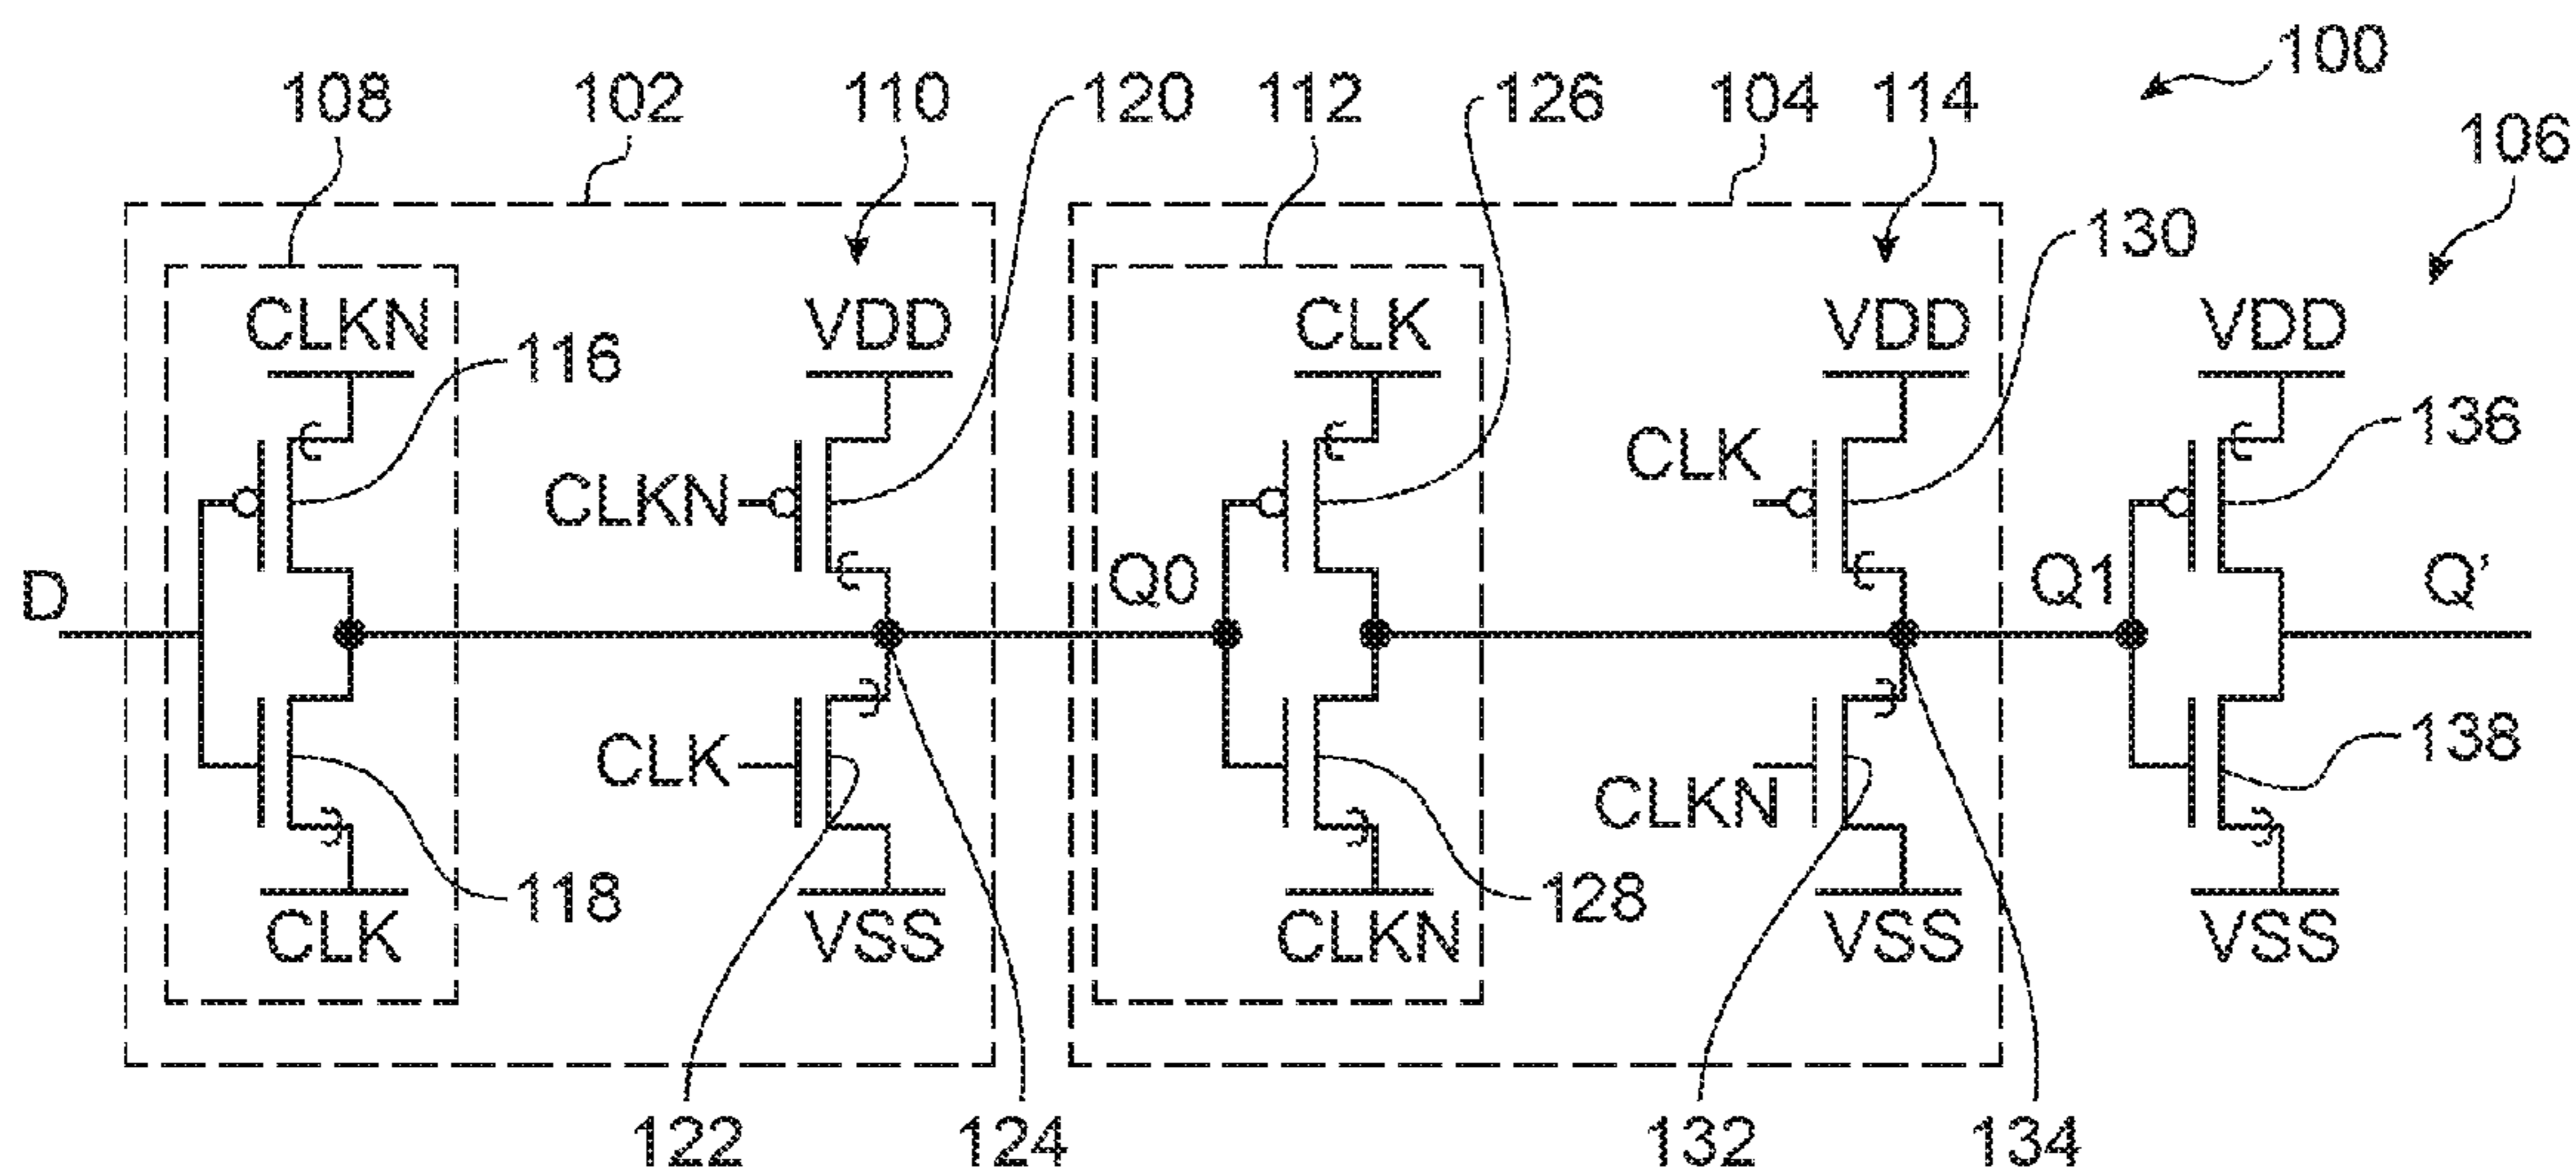 100
108 102 110 120 112 126 104 114
106
130
CLKN VDD CLK VDD VDD
116
136
CLK
CLKN
D Q0 Q1 Q'
138
CLK CLKN
118 128
CLK VSS CLKN VSS VSS
122 124 132 134